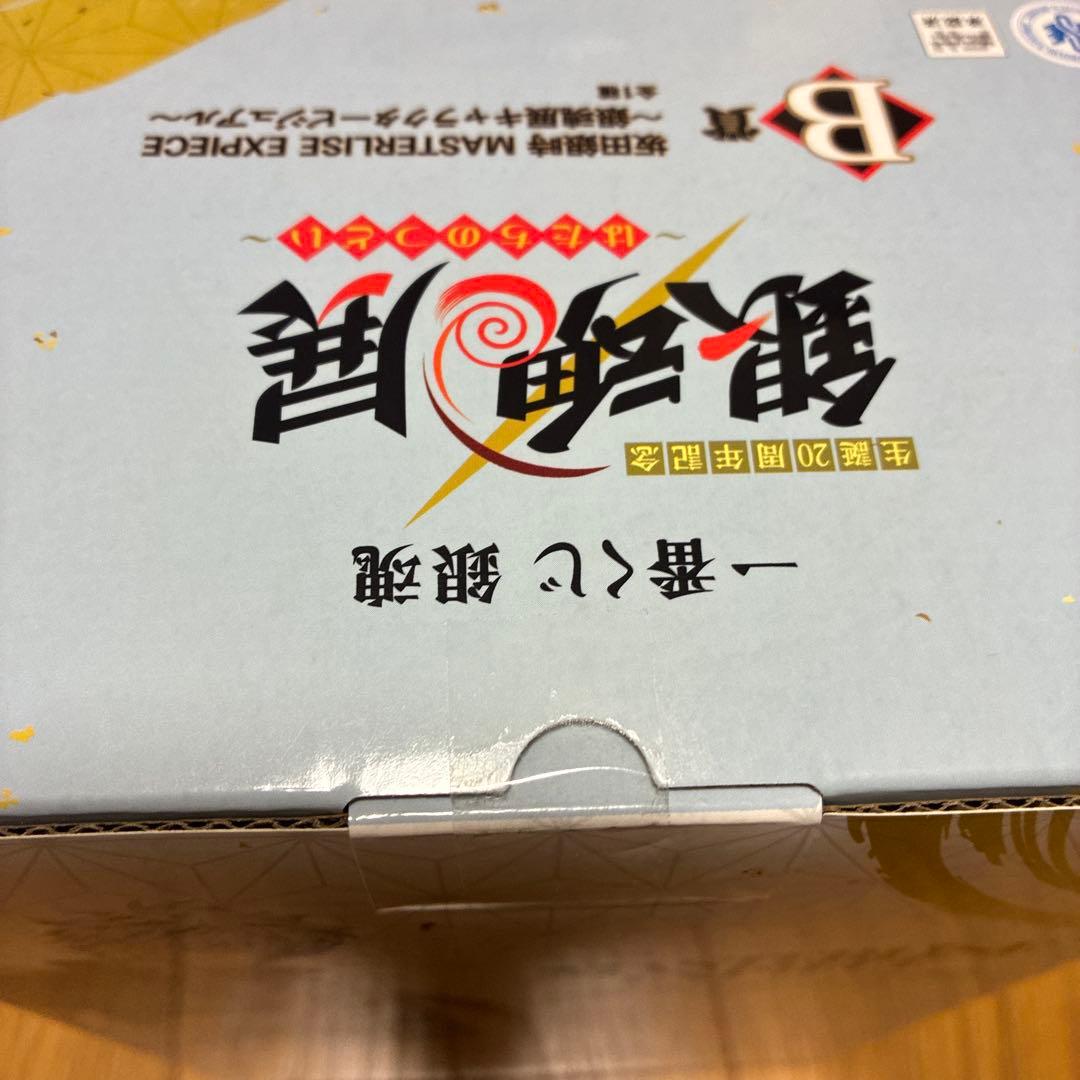 一番くじ 銀魂
生誕20周年記念
銀魂展
～はたちのつどい～
B賞
坂田銀時 MASTERLISE EXPIECE
～銀魂展キャラクタービジュアル～
全1種